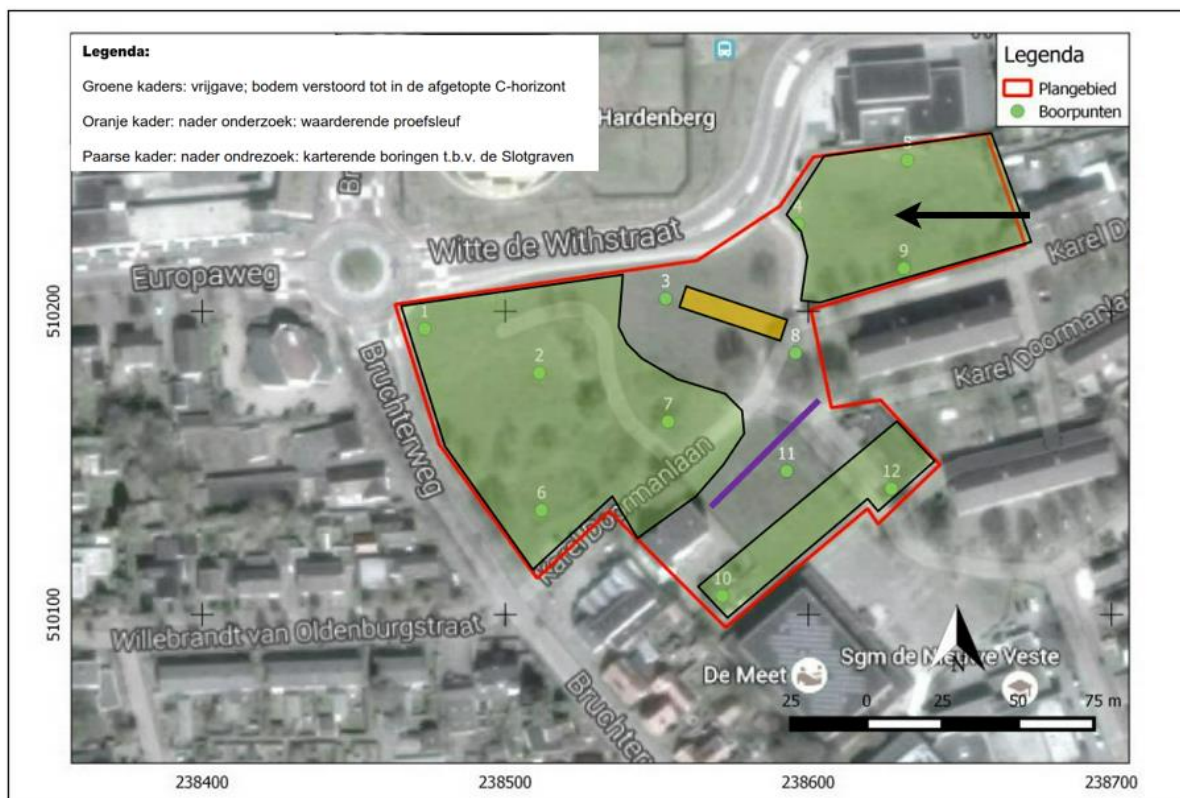 Legenda:
Groene kaders: vrijgave; bodem verstoord tot in de afgetopte C-horizont
Oranje kader: nader onderzoek: waarderende proefsleuf
Paarse kader: nader ondrezoek: karterende boringen t.b.v. de Slotgraven
Legenda
Plangebied
Boorpunten
Hardenberg
5
4
9
Karel Do
Witte de Withstraat
Europaweg
3
510200
1
8
2
Karel Doormanlaan
7
Bruchterweg
11
12
6
Karel Doormanlaan
10
510100
Willebrandt van Oldenburgstraat
De Meet
Sgm de Nieuwe Veste
N
Bruchter
25 0 25 50 75 m
238400 238500 238600 238700